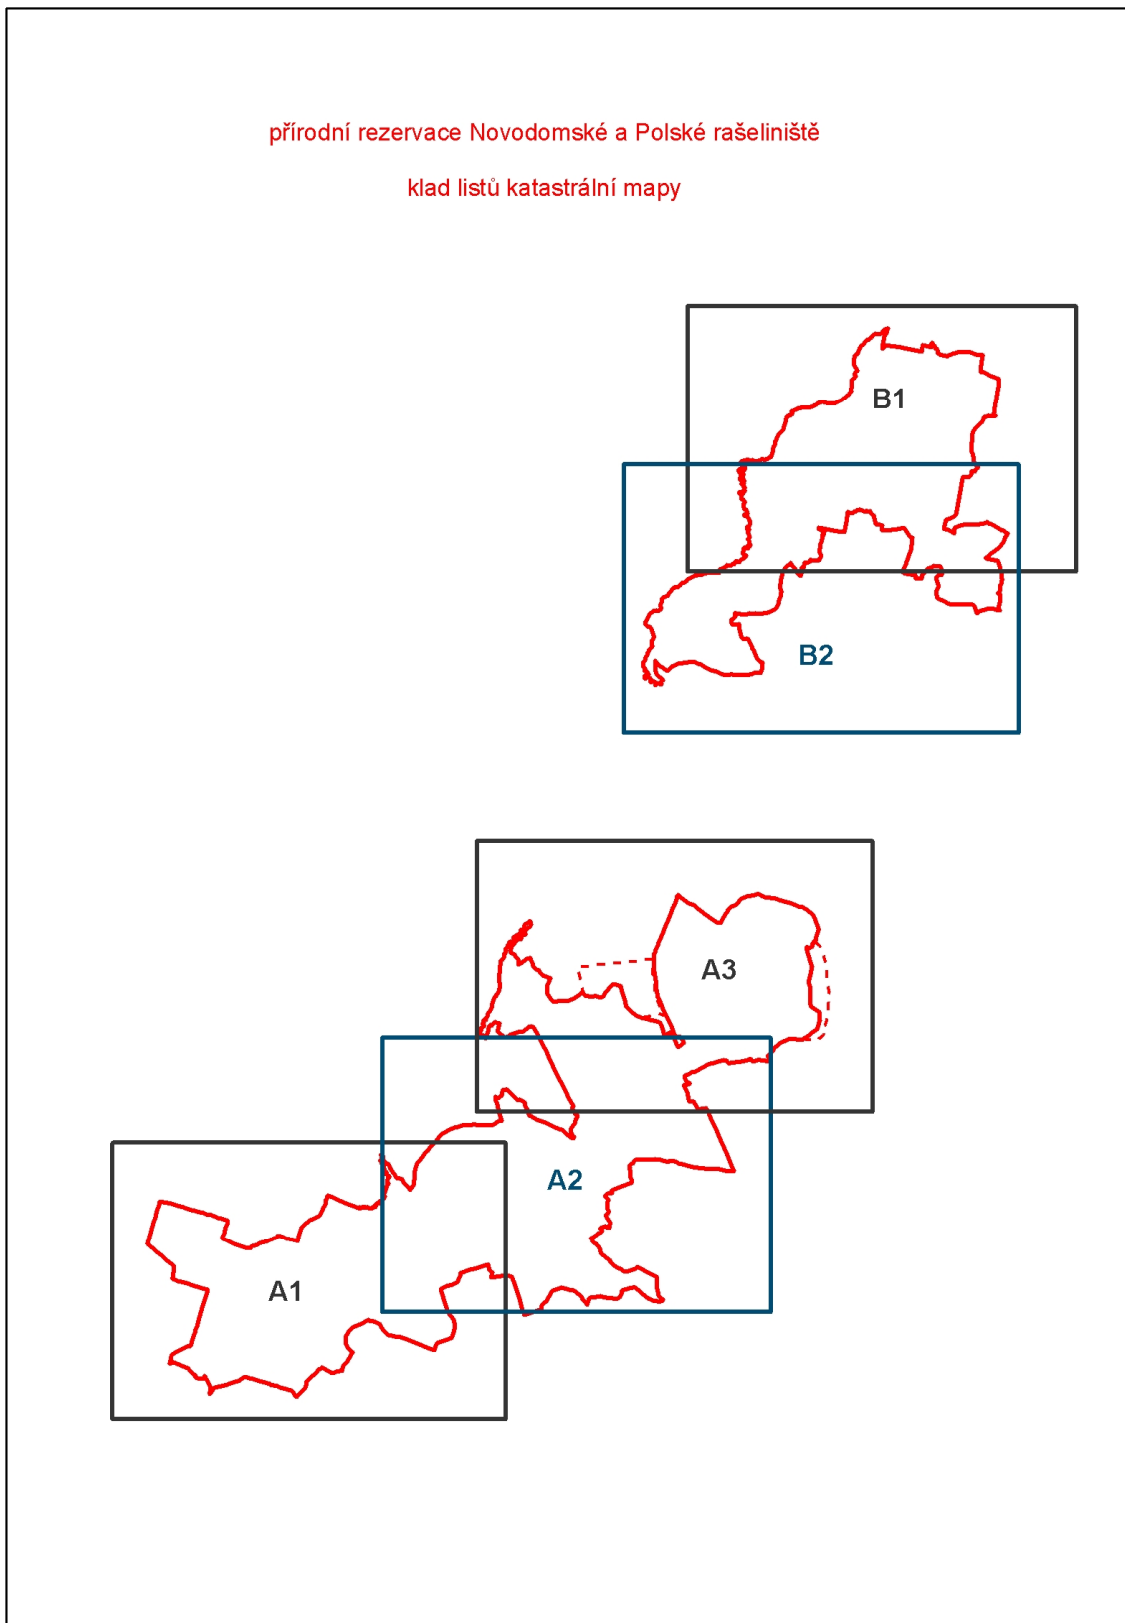 přírodní rezervace Novodomské a Polské rašeliniště
klad listů katastrální mapy
B1
B2
A3
A2
A1